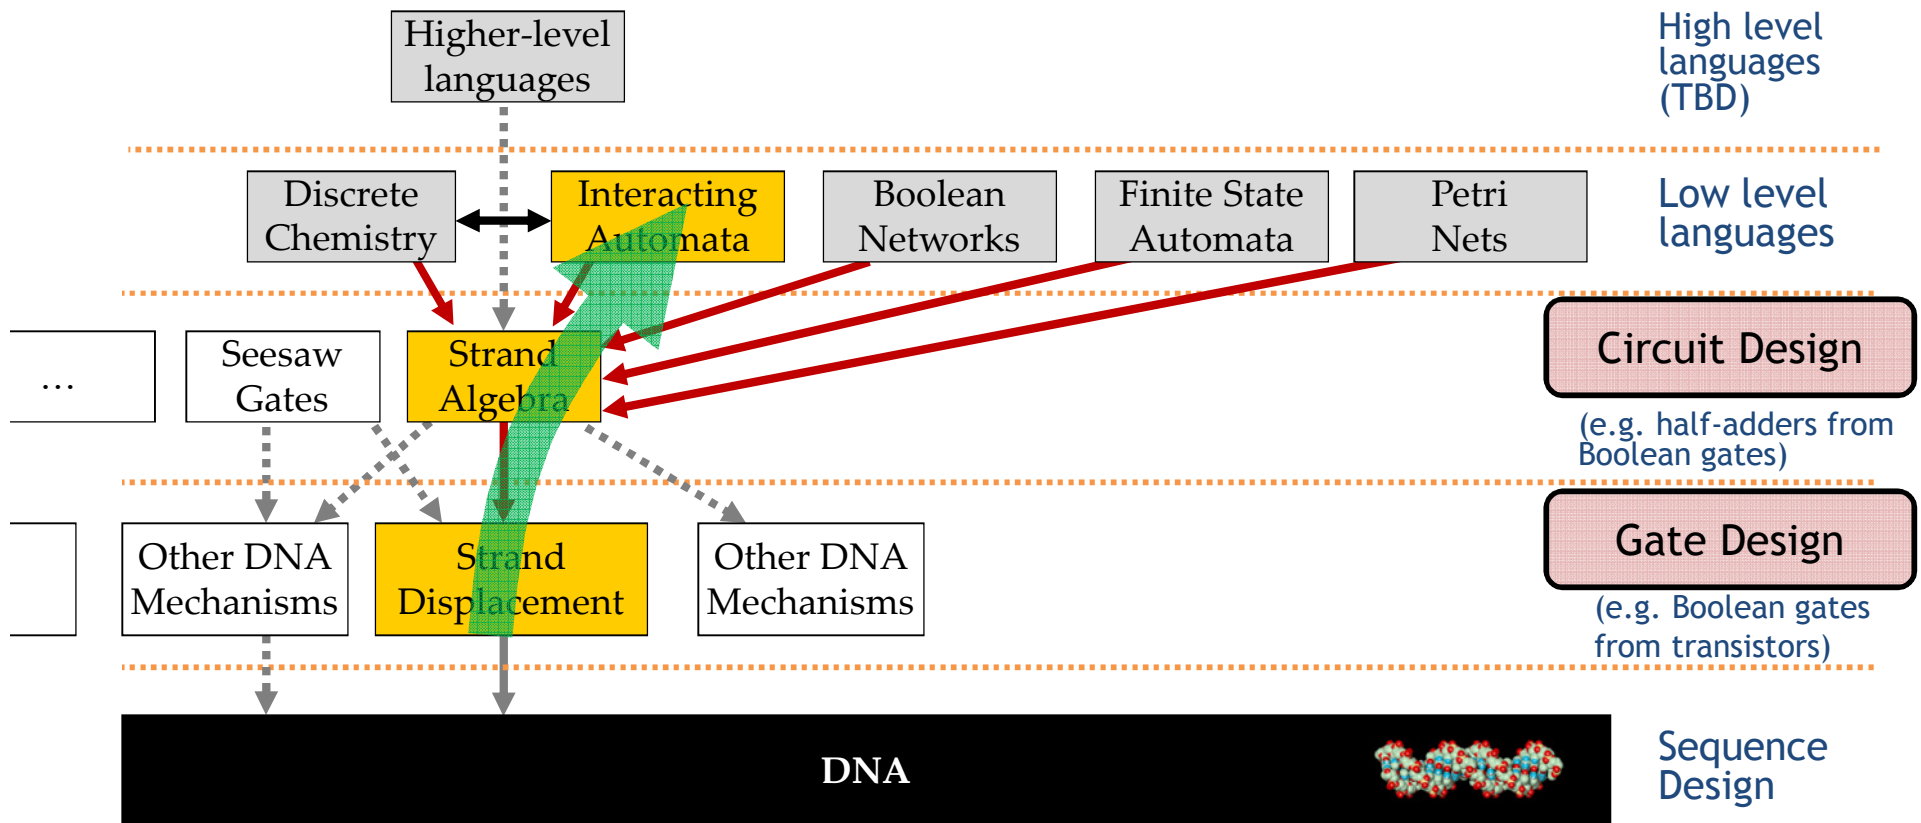 Higher-level
languages
High level
languages
(TBD)
Discrete
Chemistry
Interacting
Automata
Boolean
Networks
Finite State
Automata
Petri
Nets
Low level
languages
...
Seesaw
Gates
Strand
Algebra
Circuit Design
(e.g. half-adders from
Boolean gates)
Other DNA
Mechanisms
Strand
Displacement
Other DNA
Mechanisms
Gate Design
(e.g. Boolean gates
from transistors)
DNA
Sequence
Design